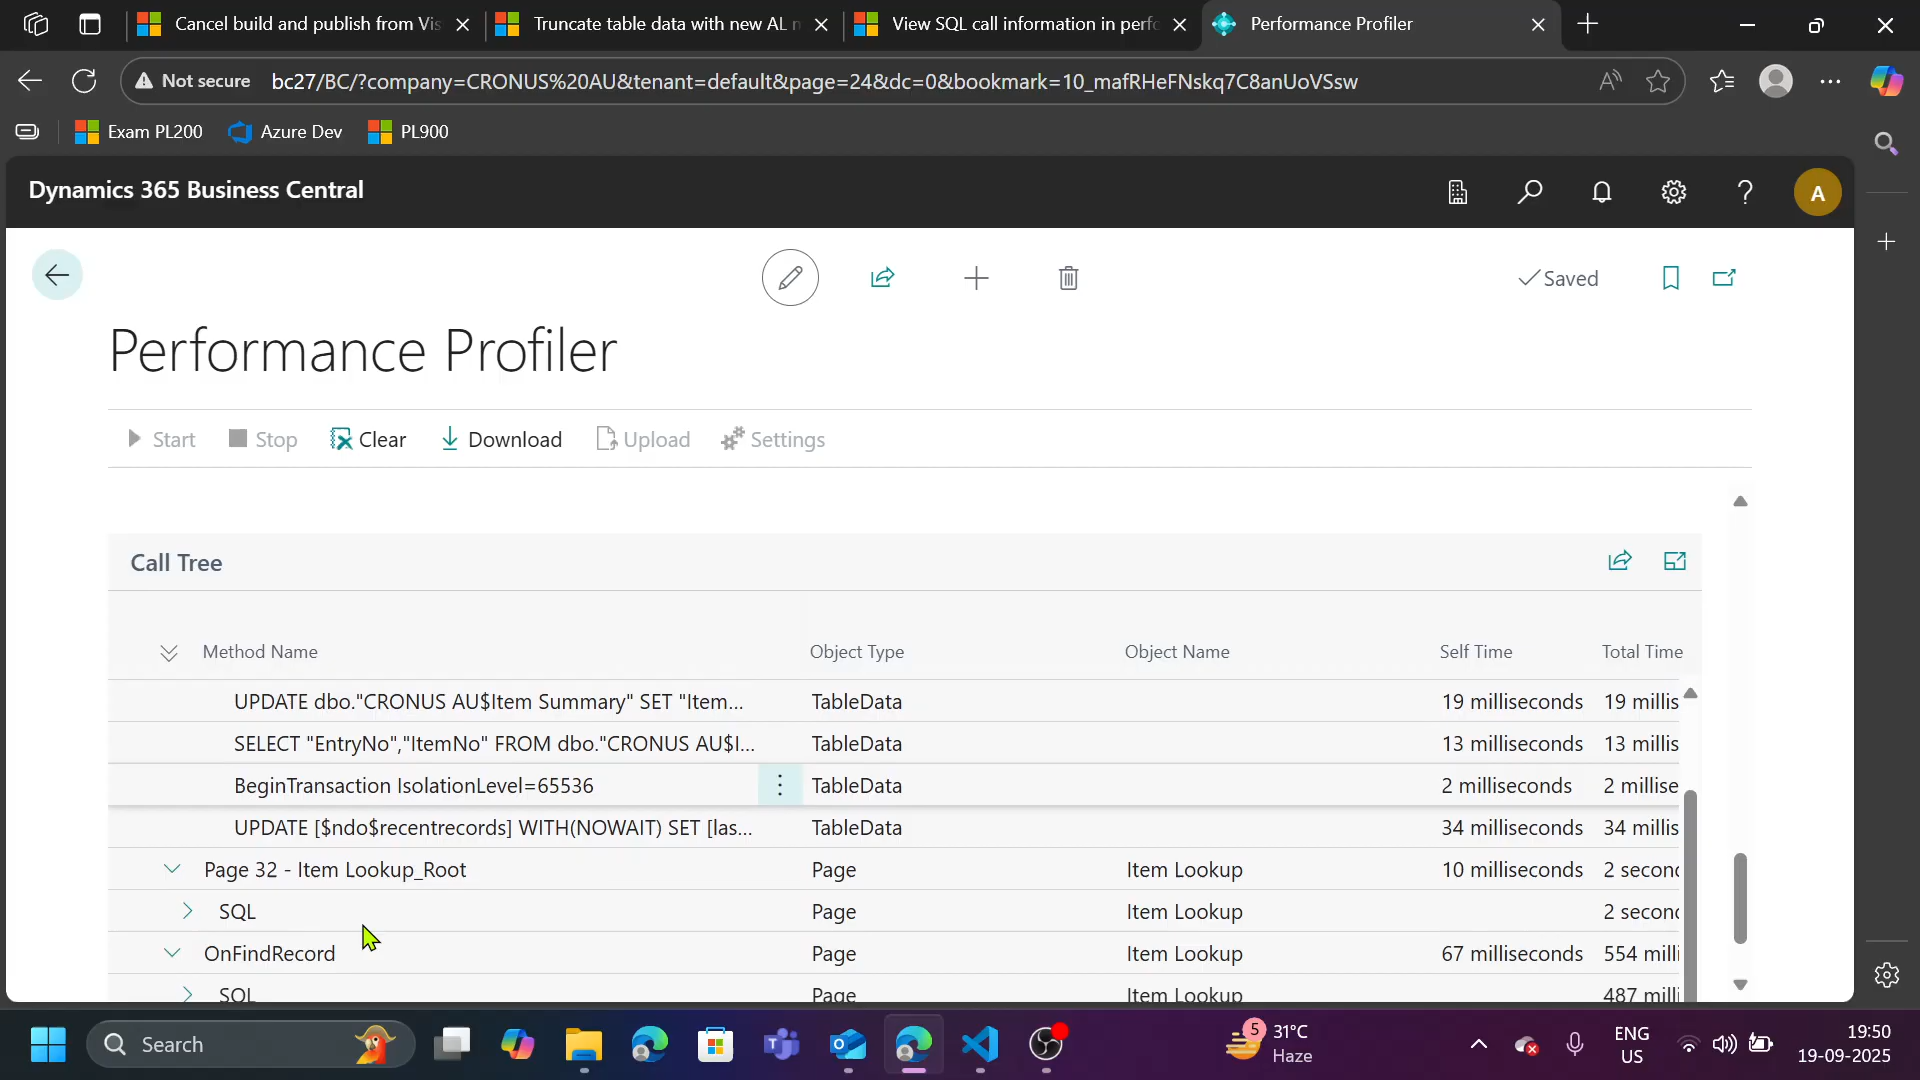 Cancel build and publish from Vis
Truncate table data with new AL m
View SQL call information in perfo
Performance Profiler
Not secure
bc27/BC/?company=CRONUS%20AU&tenant=default&page=24&dc=0&bookmark=10_mafRHeFNskq7C8anUoVSsw
Exam PL200
Azure Dev
PL900
Dynamics 365 Business Central
A
Saved
Performance Profiler
Start
Stop
Clear
Download
Upload
Settings
Call Tree
Method Name Object Type Object Name Self Time Total Time
UPDATE dbo."CRONUS AU$Item Summary" SET "Item... TableData 19 milliseconds 19 millis
SELECT "EntryNo","ItemNo" FROM dbo."CRONUS AU$I... TableData 13 milliseconds 13 millis
BeginTransaction IsolationLevel=65536 TableData 2 milliseconds 2 millise
UPDATE [$ndo$recentrecords] WITH(NOWAIT) SET [las... TableData 34 milliseconds 34 millis
Page 32 - Item Lookup_Root Page Item Lookup 10 milliseconds 2 second
SQL Page Item Lookup 2 second
OnFindRecord Page Item Lookup 67 milliseconds 554 milli
SQL Page Item Lookup 487 milli
Search
5
31°C
Haze
ENG
US
19:50
19-09-2025